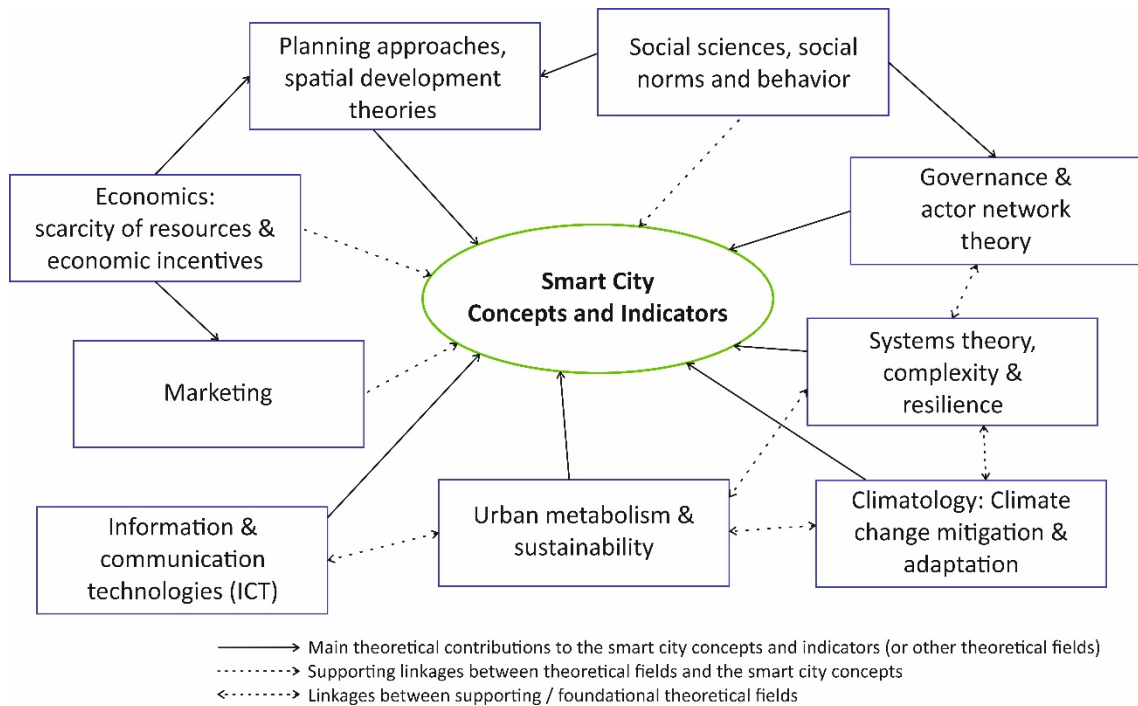 Planning approaches,
spatial development
theories
Social sciences, social
norms and behavior
Economics:
scarcity of resources &
economic incentives
Governance &
actor network
theory
Smart City
Concepts and Indicators
Marketing
Systems theory,
complexity &
resilience
Information &
communication
technologies (ICT)
Urban metabolism &
sustainability
Climatology: Climate
change mitigation &
adaptation
Main theoretical contributions to the smart city concepts and indicators (or other theoretical fields)
Supporting linkages between theoretical fields and the smart city concepts
Linkages between supporting / foundational theoretical fields